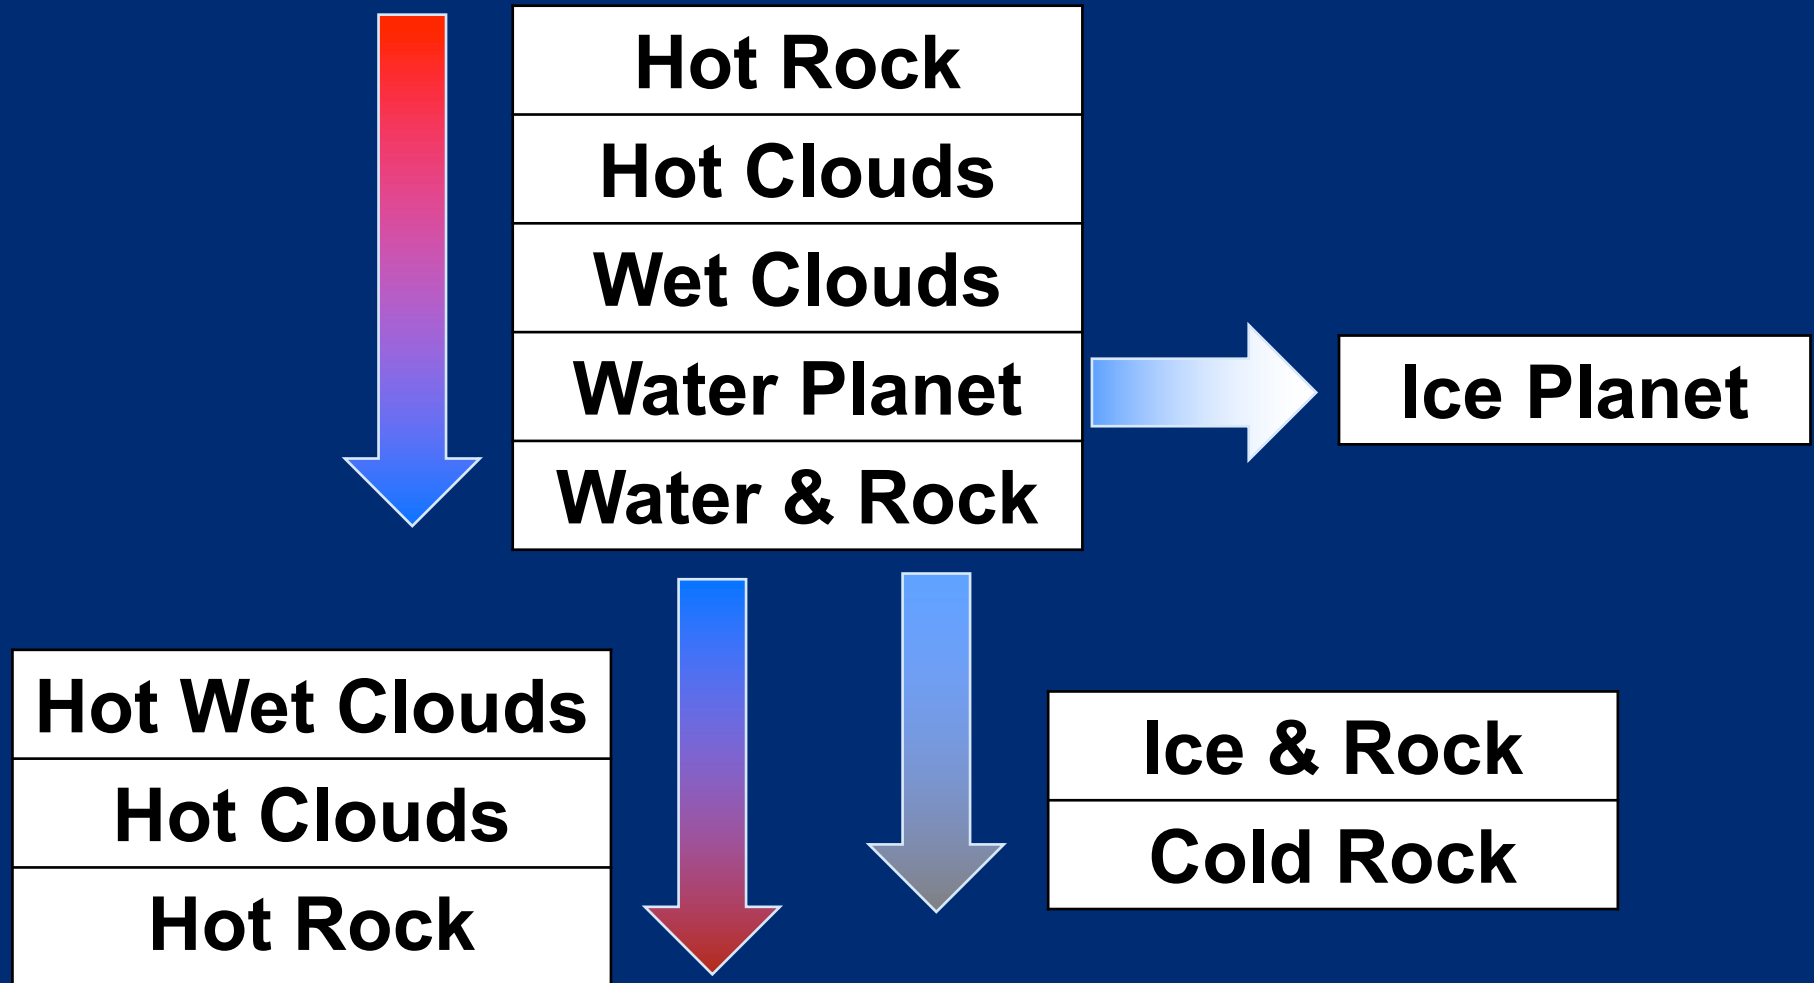 Hot Rock
Hot Clouds
Wet Clouds
Water Planet
Ice Planet
Water & Rock
Hot Wet Clouds
Hot Clouds
Hot Rock
Ice & Rock
Cold Rock